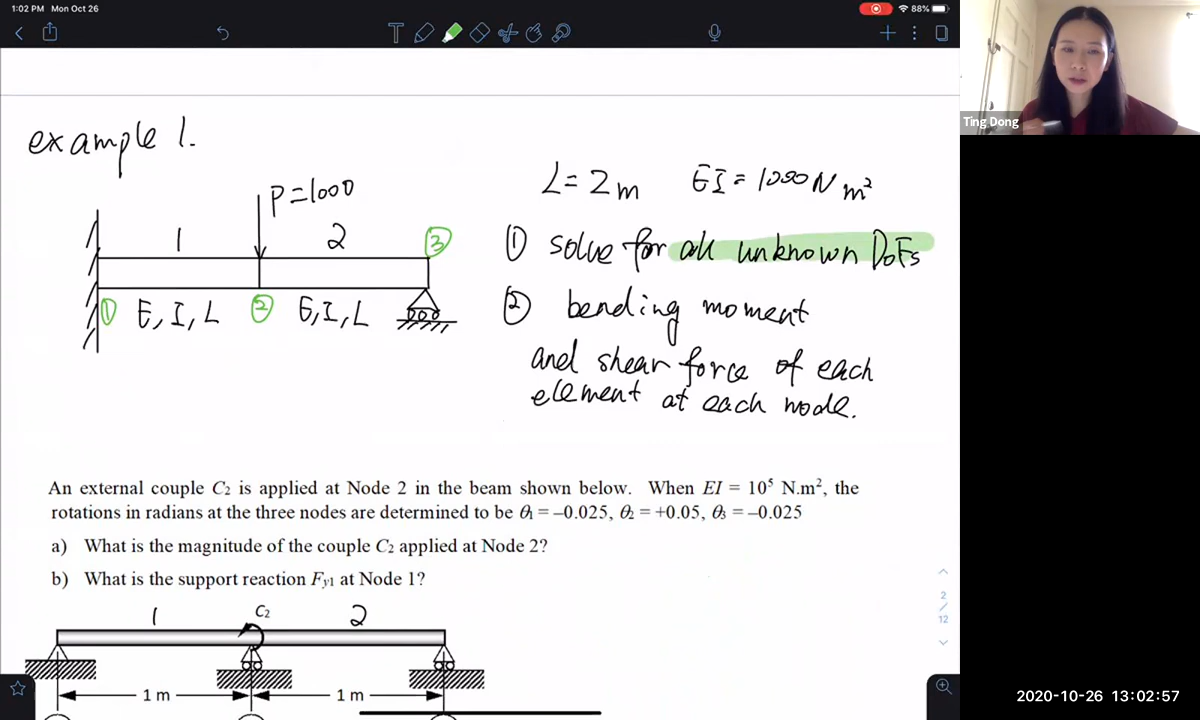 1:02 PM Mon Oct 26
88%
Ting Dong
example 1.
P=1000
1
2
③
① E, I, L
② E, I, L
L=2m EI=1000N m²
① solve for all unknown DoFs
② bending moment
and shear force of each
element at each node.
An external couple C₂ is applied at Node 2 in the beam shown below. When EI = 10⁵ N.m², the
rotations in radians at the three nodes are determined to be θ₁ = –0.025, θ₂ = +0.05, θ₃ = –0.025
a) What is the magnitude of the couple C₂ applied at Node 2?
b) What is the support reaction Fy1 at Node 1?
1
C₂
2
1 m
1 m
2
/
12
2020-10-26 13:02:57